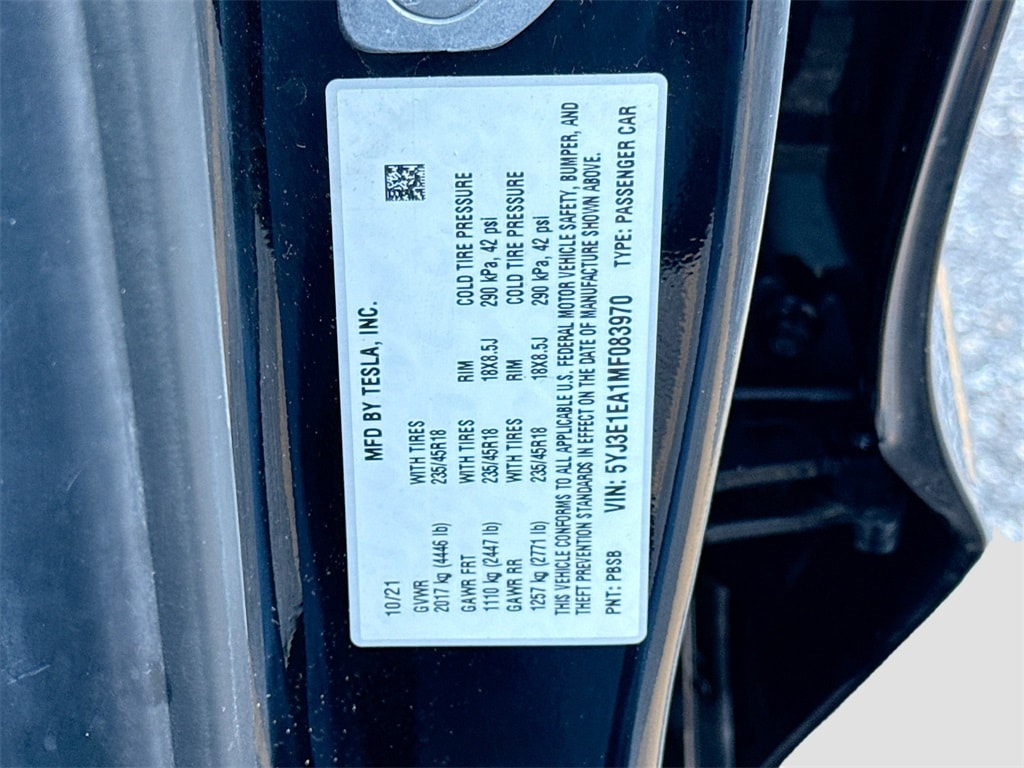 MFD BY TESLA, INC.
10/21
GVWR WITH TIRES
2017 kg (4446 lb) 235/45R18
GAWR FRT WITH TIRES RIM COLD TIRE PRESSURE
1110 kg (2447 lb) 235/45R18 18X8.5J 290 kPa, 42 psi
GAWR RR WITH TIRES RIM COLD TIRE PRESSURE
1257 kg (2771 lb) 235/45R18 18X8.5J 290 kPa, 42 psi
THIS VEHICLE CONFORMS TO ALL APPLICABLE U.S. FEDERAL MOTOR VEHICLE SAFETY, BUMPER, AND
THEFT PREVENTION STANDARDS IN EFFECT ON THE DATE OF MANUFACTURE SHOWN ABOVE.
PNT: PBSB VIN: 5YJ3E1EA1MF083970 TYPE: PASSENGER CAR